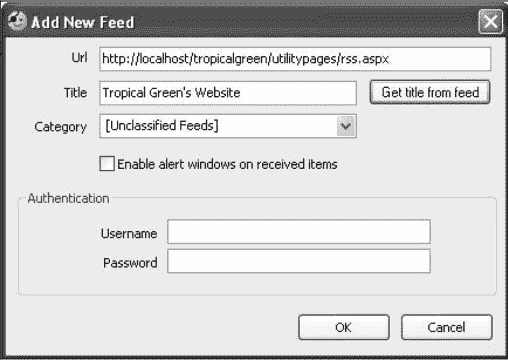 Add New Feed
Url http://localhost/tropicalgreen/utilitypages/rss.aspx
Title Tropical Green's Website Get title from feed
Category [Unclassified Feeds]
Enable alert windows on received items
Authentication
Username
Password
OK Cancel